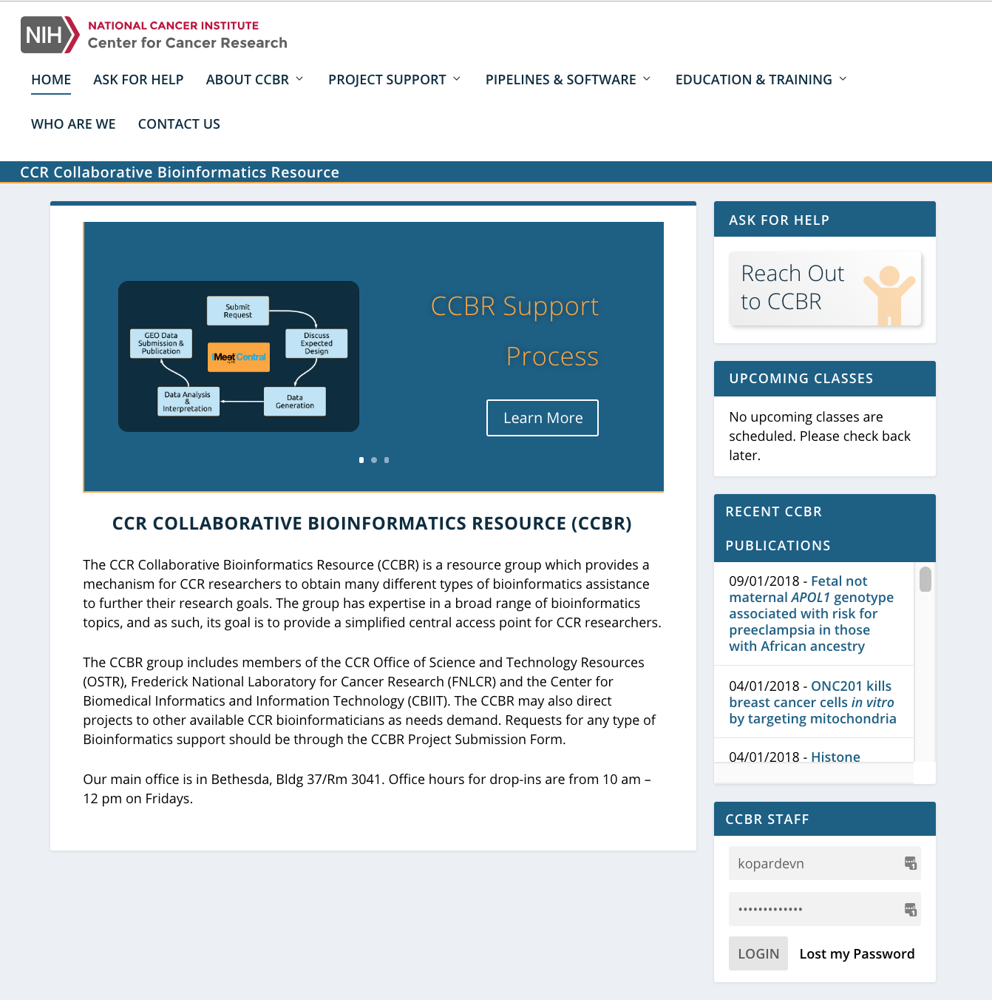 NIH
NATIONAL CANCER INSTITUTE
Center for Cancer Research
HOME ASK FOR HELP ABOUT CCBR PROJECT SUPPORT PIPELINES & SOFTWARE EDUCATION & TRAINING
WHO ARE WE CONTACT US
CCR Collaborative Bioinformatics Resource
Submit
Request
Discuss
Expected
Design
Data
Generation
Data Analysis
&
Interpretation
GEO Data
Submission &
Publication
iMeet Central
CCBR Support
Process
Learn More
CCR COLLABORATIVE BIOINFORMATICS RESOURCE (CCBR)
The CCR Collaborative Bioinformatics Resource (CCBR) is a resource group which provides a
mechanism for CCR researchers to obtain many different types of bioinformatics assistance
to further their research goals. The group has expertise in a broad range of bioinformatics
topics, and as such, its goal is to provide a simplified central access point for CCR researchers.
The CCBR group includes members of the CCR Office of Science and Technology Resources
(OSTR), Frederick National Laboratory for Cancer Research (FNLCR) and the Center for
Biomedical Informatics and Information Technology (CBIIT). The CCBR may also direct
projects to other available CCR bioinformaticians as needs demand. Requests for any type of
Bioinformatics support should be through the CCBR Project Submission Form.
Our main office is in Bethesda, Bldg 37/Rm 3041. Office hours for drop-ins are from 10 am –
12 pm on Fridays.
ASK FOR HELP
Reach Out
to CCBR
UPCOMING CLASSES
No upcoming classes are
scheduled. Please check back
later.
RECENT CCBR
PUBLICATIONS
09/01/2018 - Fetal not
maternal APOL1 genotype
associated with risk for
preeclampsia in those
with African ancestry
04/01/2018 - ONC201 kills
breast cancer cells in vitro
by targeting mitochondria
04/01/2018 - Histone
CCBR STAFF
kopardevn
•••••••••••••
LOGIN Lost my Password